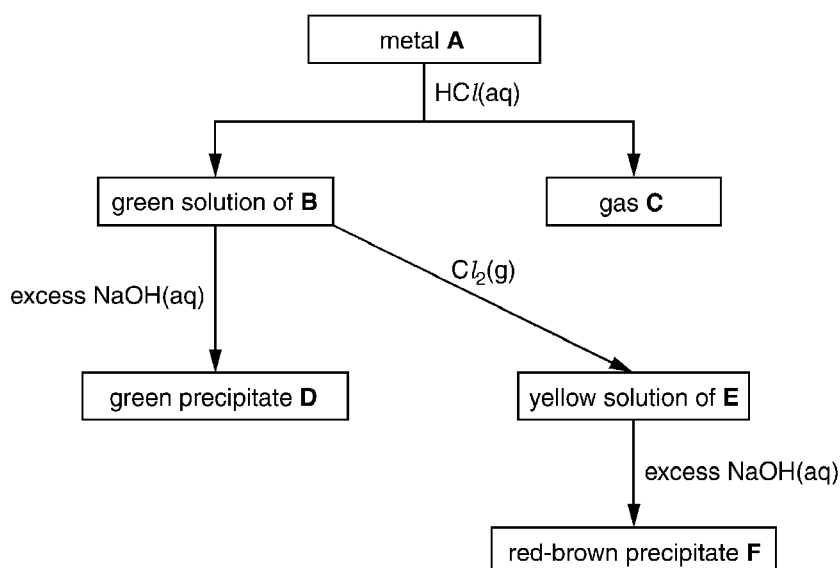 metal A
HCl(aq)
green solution of B
gas C
Cl₂(g)
excess NaOH(aq)
green precipitate D
yellow solution of E
excess NaOH(aq)
red-brown precipitate F